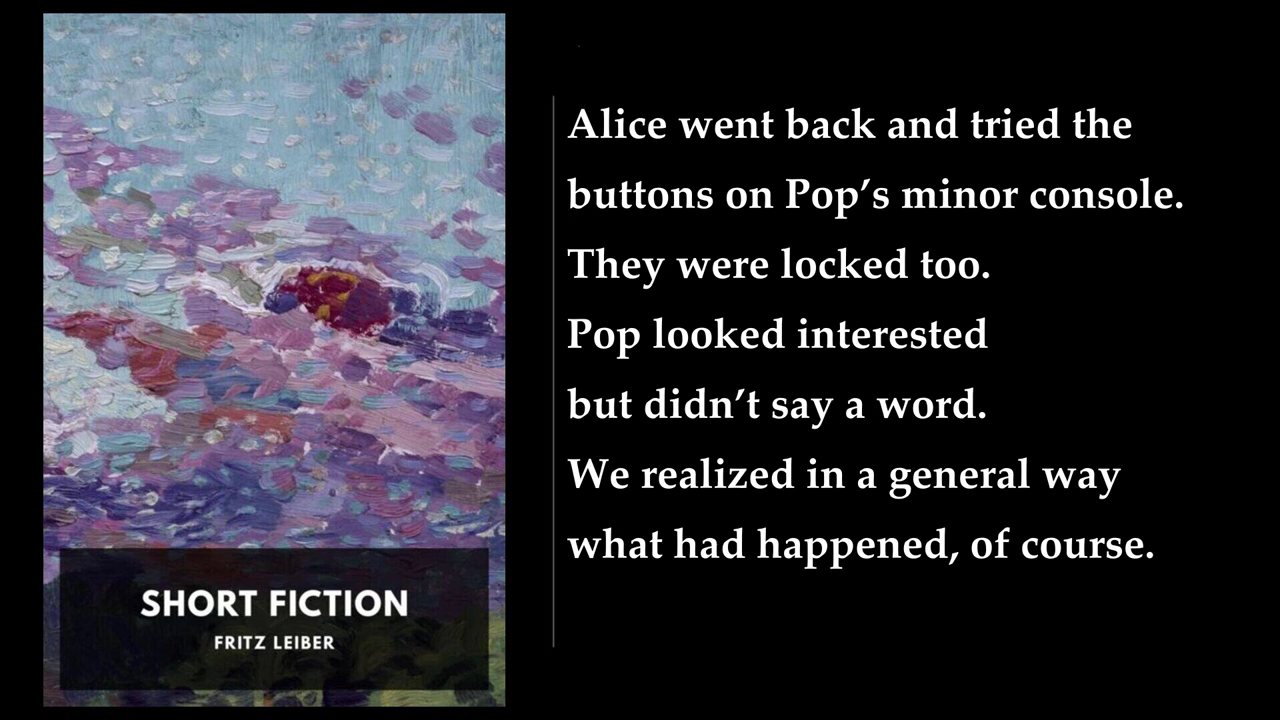 SHORT FICTION
FRITZ LEIBER
Alice went back and tried the
buttons on Pop’s minor console.
They were locked too.
Pop looked interested
but didn’t say a word.
We realized in a general way
what had happened, of course.